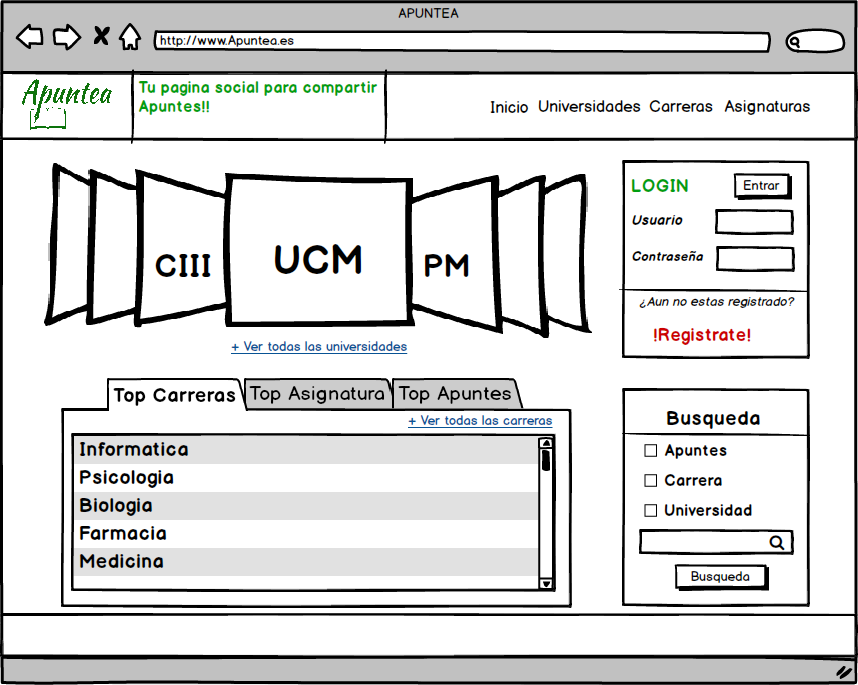 APUNTEA
http://www.Apuntea.es
Apuntea
Tu pagina social para compartir
Apuntes!!
Inicio Universidades Carreras Asignaturas
CIII
UCM
PM
+ Ver todas las universidades
LOGIN
Entrar
Usuario
Contraseña
¿Aun no estas registrado?
!Registrate!
Top Carreras
Top Asignatura
Top Apuntes
+ Ver todas las carreras
Informatica
Psicologia
Biologia
Farmacia
Medicina
Busqueda
Apuntes
Carrera
Universidad
Busqueda